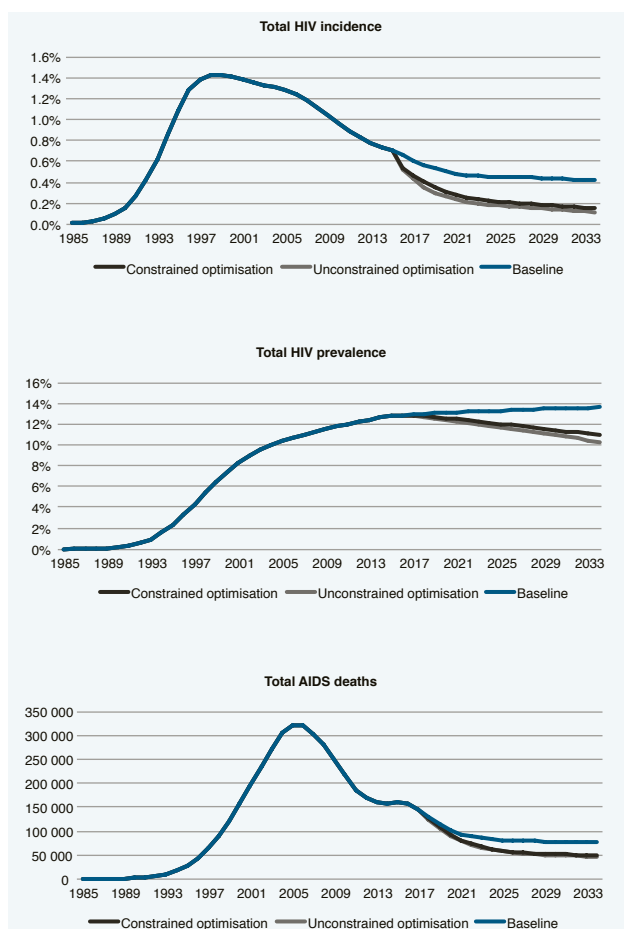 Total HIV incidence
1.6%
1.4%
1.2%
1.0%
0.8%
0.6%
0.4%
0.2%
0.0%
1985 1989 1993 1997 2001 2005 2009 2013 2017 2021 2025 2029 2033
Constrained optimisation Unconstrained optimisation Baseline
Total HIV prevalence
16%
14%
12%
10%
8%
6%
4%
2%
0%
1985 1989 1993 1997 2001 2005 2009 2013 2017 2021 2025 2029 2033
Constrained optimisation Unconstrained optimisation Baseline
Total AIDS deaths
350 000
300 000
250 000
200 000
150 000
100 000
50 000
0
1985 1989 1993 1997 2001 2005 2009 2013 2017 2021 2025 2029 2033
Constrained optimisation Unconstrained optimisation Baseline